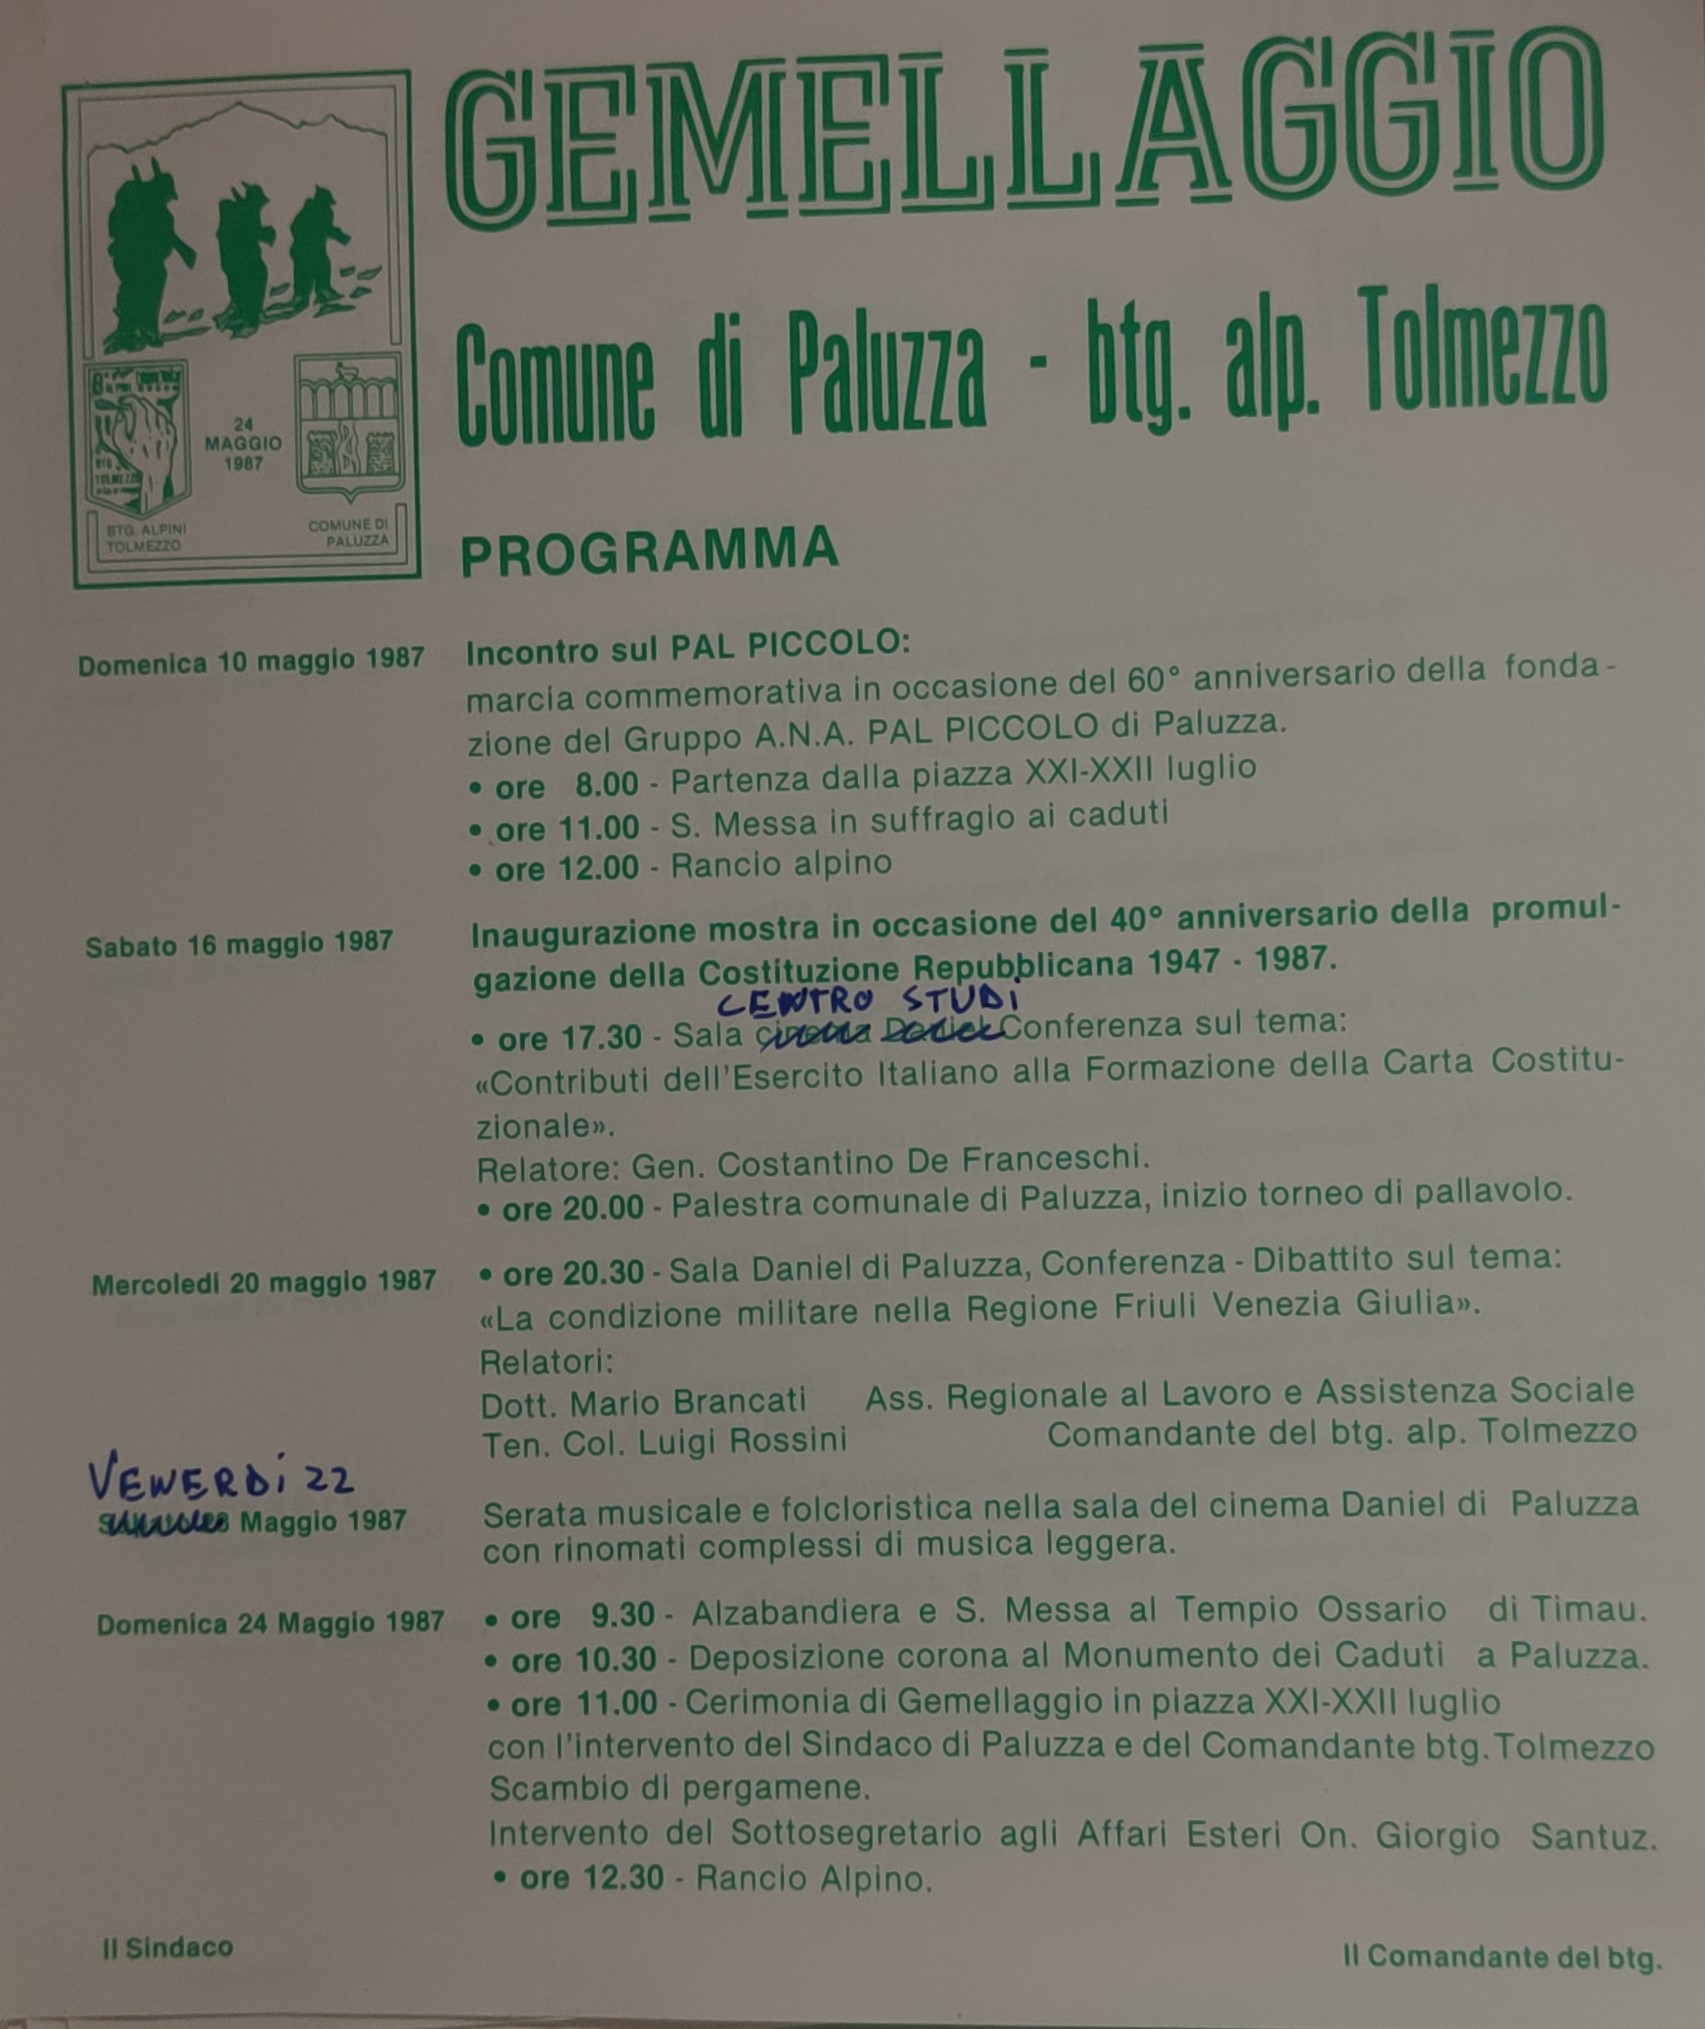 GEMELLAGGIO
Comune di Paluzza - btg. alp. Tolmezzo
24
MAGGIO
1987
TOLMEZZO
BTG. ALPINI
TOLMEZZO
COMUNE DI
PALUZZA
PROGRAMMA
Domenica 10 maggio 1987
Incontro sul PAL PICCOLO:
marcia commemorativa in occasione del 60° anniversario della fonda-
zione del Gruppo A.N.A. PAL PICCOLO di Paluzza.
• ore 8.00 - Partenza dalla piazza XXI-XXII luglio
• ore 11.00 - S. Messa in suffragio ai caduti
• ore 12.00 - Rancio alpino
Sabato 16 maggio 1987
Inaugurazione mostra in occasione del 40° anniversario della promul-
gazione della Costituzione Repubblicana 1947 - 1987.
CENTRO STUDi
• ore 17.30 - Sala cinema Daniel Conferenza sul tema:
«Contributi dell'Esercito Italiano alla Formazione della Carta Costitu-
zionale».
Relatore: Gen. Costantino De Franceschi.
• ore 20.00 - Palestra comunale di Paluzza, inizio torneo di pallavolo.
Mercoledi 20 maggio 1987
• ore 20.30 - Sala Daniel di Paluzza, Conferenza - Dibattito sul tema:
«La condizione militare nella Regione Friuli Venezia Giulia».
Relatori:
Dott. Mario Brancati Ass. Regionale al Lavoro e Assistenza Sociale
Ten. Col. Luigi Rossini Comandante del btg. alp. Tolmezzo
VENERDi 22
Maggio 1987
Serata musicale e folcloristica nella sala del cinema Daniel di Paluzza
con rinomati complessi di musica leggera.
Domenica 24 Maggio 1987
• ore 9.30 - Alzabandiera e S. Messa al Tempio Ossario di Timau.
• ore 10.30 - Deposizione corona al Monumento dei Caduti a Paluzza.
• ore 11.00 - Cerimonia di Gemellaggio in piazza XXI-XXII luglio
con l'intervento del Sindaco di Paluzza e del Comandante btg. Tolmezzo
Scambio di pergamene.
Intervento del Sottosegretario agli Affari Esteri On. Giorgio Santuz.
• ore 12.30 - Rancio Alpino.
Il Sindaco
Il Comandante del btg.